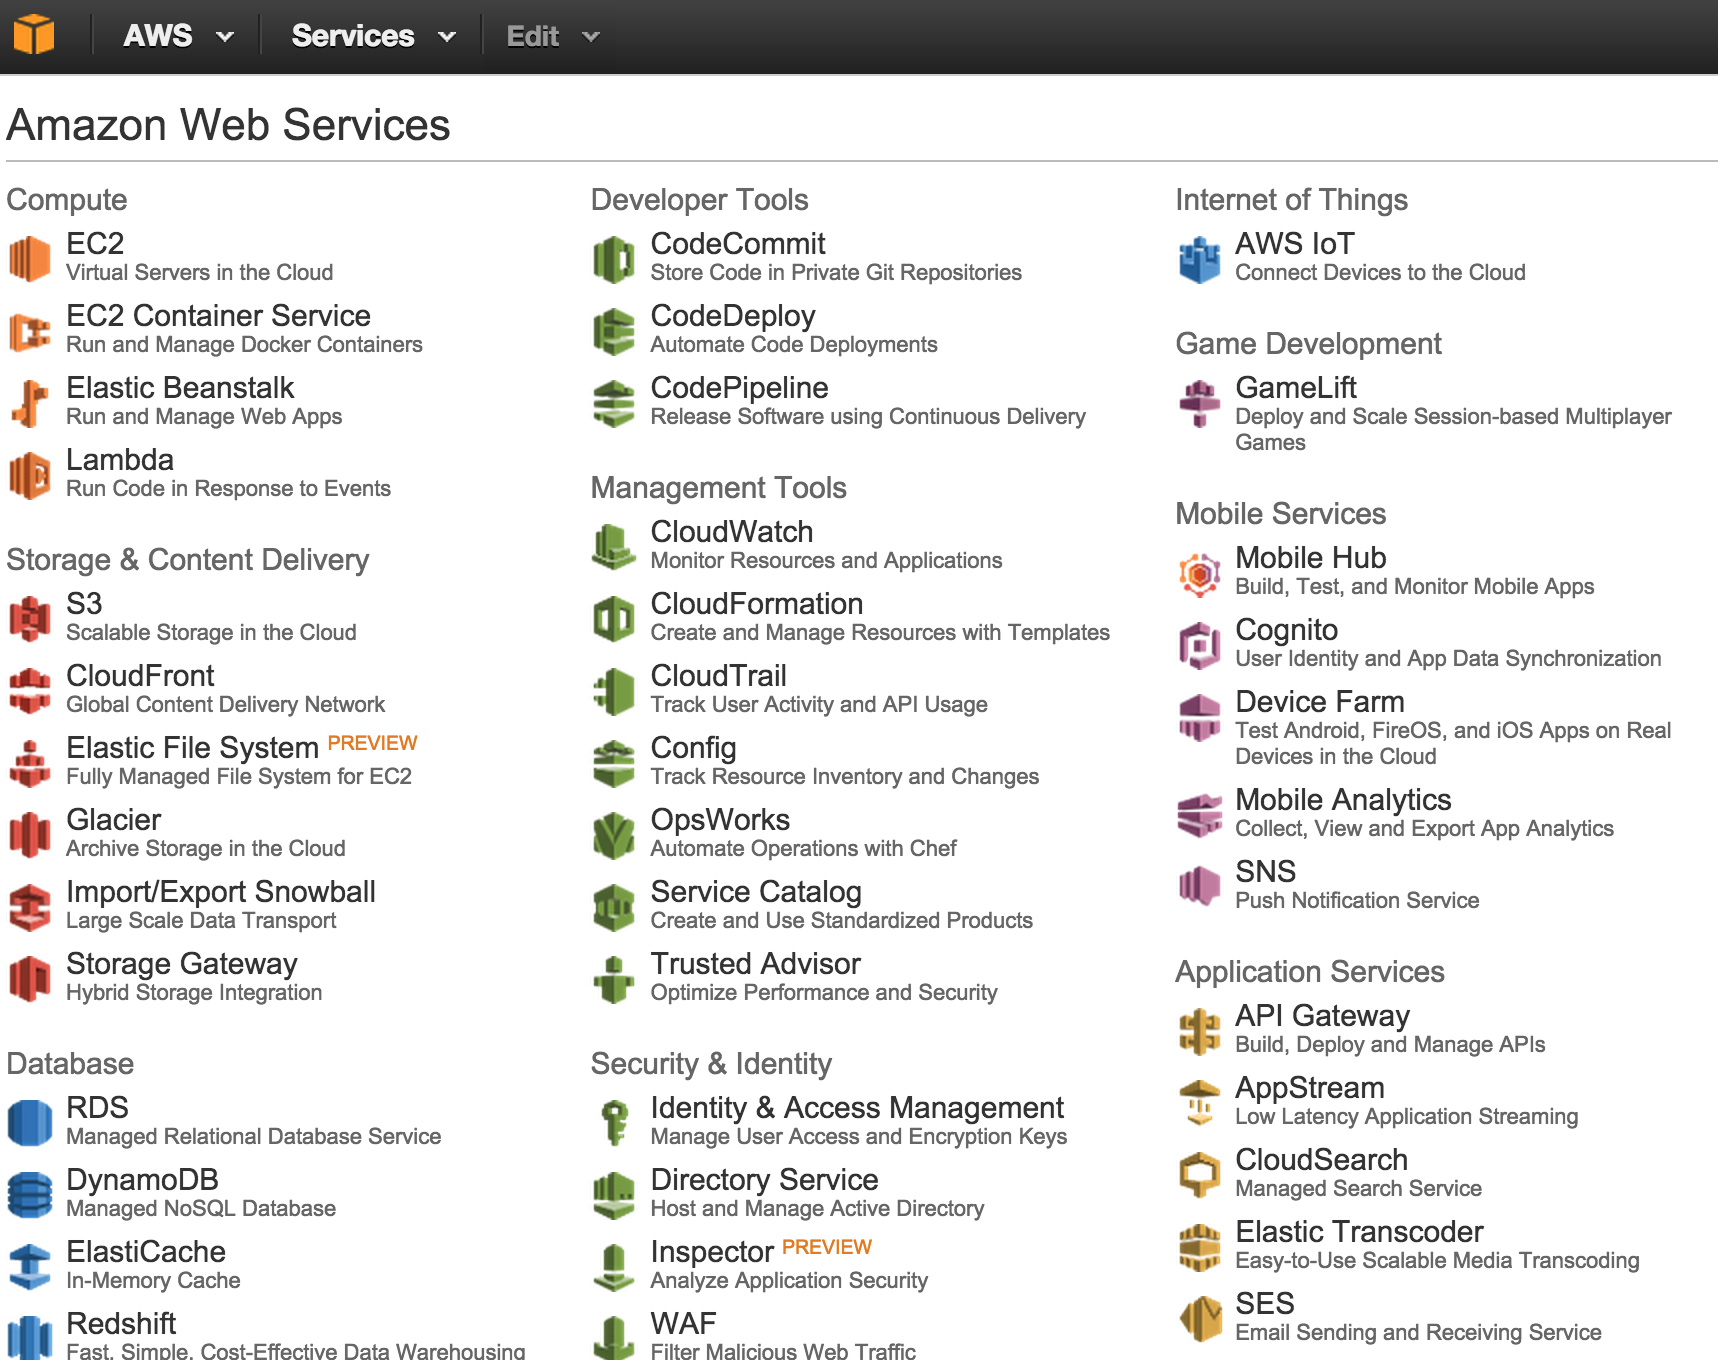 AWS Services Edit
Amazon Web Services
Compute
EC2
Virtual Servers in the Cloud
EC2 Container Service
Run and Manage Docker Containers
Elastic Beanstalk
Run and Manage Web Apps
Lambda
Run Code in Response to Events
Storage & Content Delivery
S3
Scalable Storage in the Cloud
CloudFront
Global Content Delivery Network
Elastic File System PREVIEW
Fully Managed File System for EC2
Glacier
Archive Storage in the Cloud
Import/Export Snowball
Large Scale Data Transport
Storage Gateway
Hybrid Storage Integration
Database
RDS
Managed Relational Database Service
DynamoDB
Managed NoSQL Database
ElastiCache
In-Memory Cache
Redshift
Fast, Simple, Cost-Effective Data Warehousing
Developer Tools
CodeCommit
Store Code in Private Git Repositories
CodeDeploy
Automate Code Deployments
CodePipeline
Release Software using Continuous Delivery
Management Tools
CloudWatch
Monitor Resources and Applications
CloudFormation
Create and Manage Resources with Templates
CloudTrail
Track User Activity and API Usage
Config
Track Resource Inventory and Changes
OpsWorks
Automate Operations with Chef
Service Catalog
Create and Use Standardized Products
Trusted Advisor
Optimize Performance and Security
Security & Identity
Identity & Access Management
Manage User Access and Encryption Keys
Directory Service
Host and Manage Active Directory
Inspector PREVIEW
Analyze Application Security
WAF
Filter Malicious Web Traffic
Internet of Things
AWS IoT
Connect Devices to the Cloud
Game Development
GameLift
Deploy and Scale Session-based Multiplayer
Games
Mobile Services
Mobile Hub
Build, Test, and Monitor Mobile Apps
Cognito
User Identity and App Data Synchronization
Device Farm
Test Android, FireOS, and iOS Apps on Real
Devices in the Cloud
Mobile Analytics
Collect, View and Export App Analytics
SNS
Push Notification Service
Application Services
API Gateway
Build, Deploy and Manage APIs
AppStream
Low Latency Application Streaming
CloudSearch
Managed Search Service
Elastic Transcoder
Easy-to-Use Scalable Media Transcoding
SES
Email Sending and Receiving Service